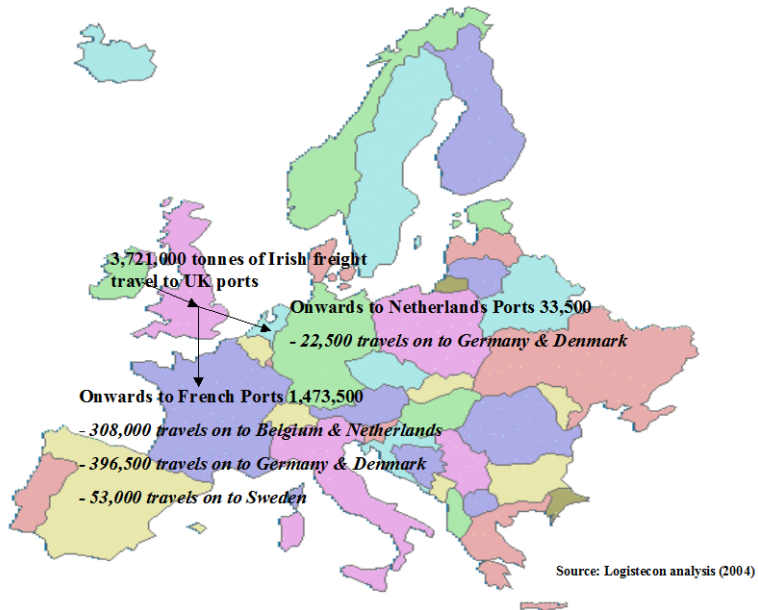 3,721,000 tonnes of Irish freight
travel to UK ports
Onwards to Netherlands Ports 33,500
- 22,500 travels on to Germany & Denmark
Onwards to French Ports 1,473,500
- 308,000 travels on to Belgium & Netherlands
- 396,500 travels on to Germany & Denmark
- 53,000 travels on to Sweden
Source: Logistecon analysis (2004)